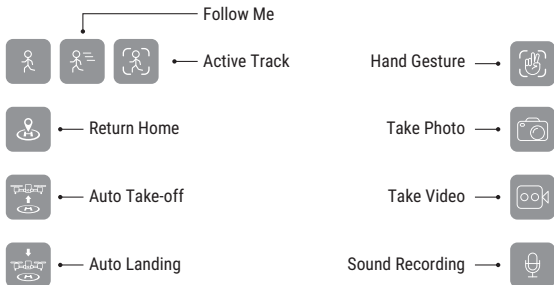 Follow Me
Active Track
Hand Gesture
Return Home
Take Photo
Auto Take-off
Take Video
Auto Landing
Sound Recording